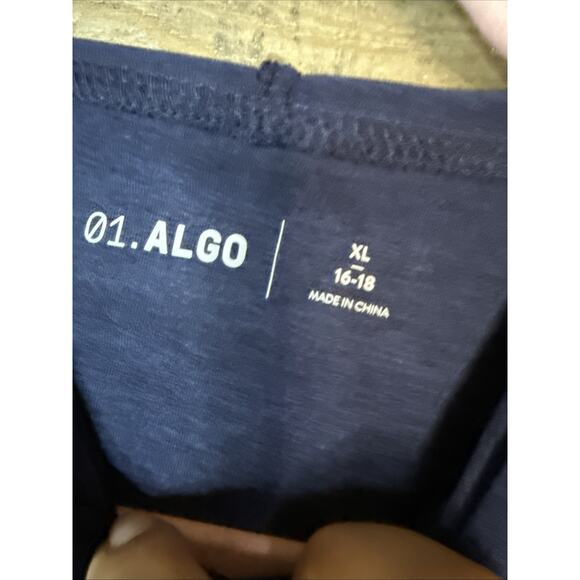 01.ALGO
XL
16-18
MADE IN CHINA